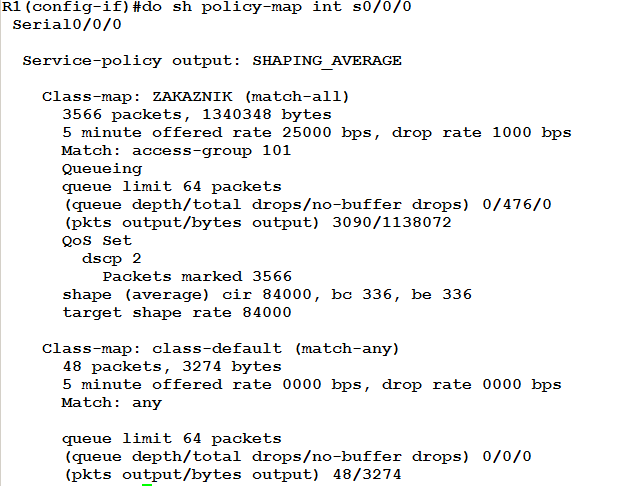 R1(config-if)#do sh policy-map int s0/0/0
Serial0/0/0
Service-policy output: SHAPING_AVERAGE
Class-map: ZAKAZNIK (match-all)
3566 packets, 1340348 bytes
5 minute offered rate 25000 bps, drop rate 1000 bps
Match: access-group 101
Queueing
queue limit 64 packets
(queue depth/total drops/no-buffer drops) 0/476/0
(pkts output/bytes output) 3090/1138072
QoS Set
dscp 2
Packets marked 3566
shape (average) cir 84000, bc 336, be 336
target shape rate 84000
Class-map: class-default (match-any)
48 packets, 3274 bytes
5 minute offered rate 0000 bps, drop rate 0000 bps
Match: any
queue limit 64 packets
(queue depth/total drops/no-buffer drops) 0/0/0
(pkts output/bytes output) 48/3274